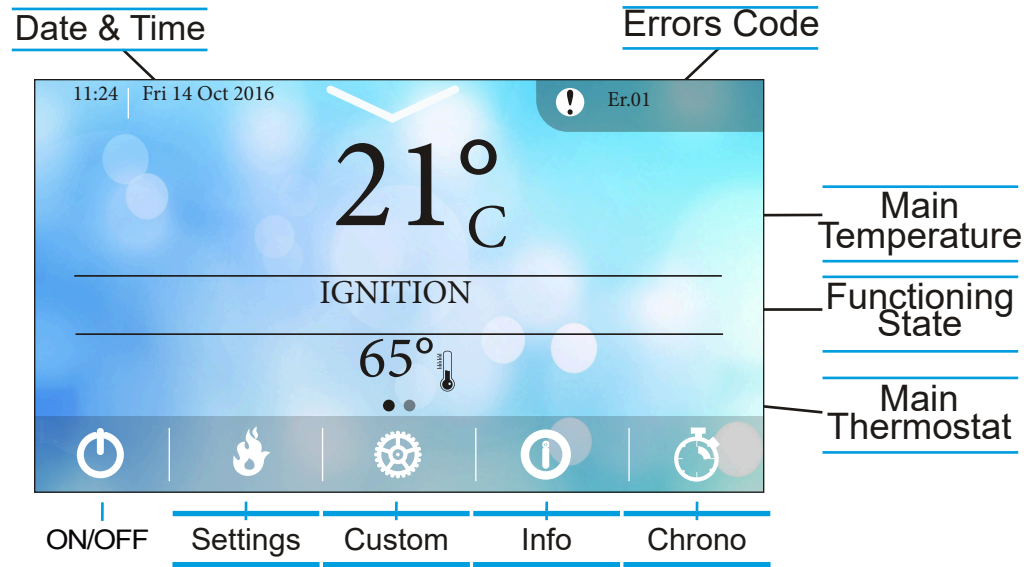 Date & Time
Errors Code
11:24 Fri 14 Oct 2016
! Er.01
21°
C
Main
Temperature
IGNITION
Functioning
State
65°
Main
Thermostat
ON/OFF
Settings
Custom
Info
Chrono